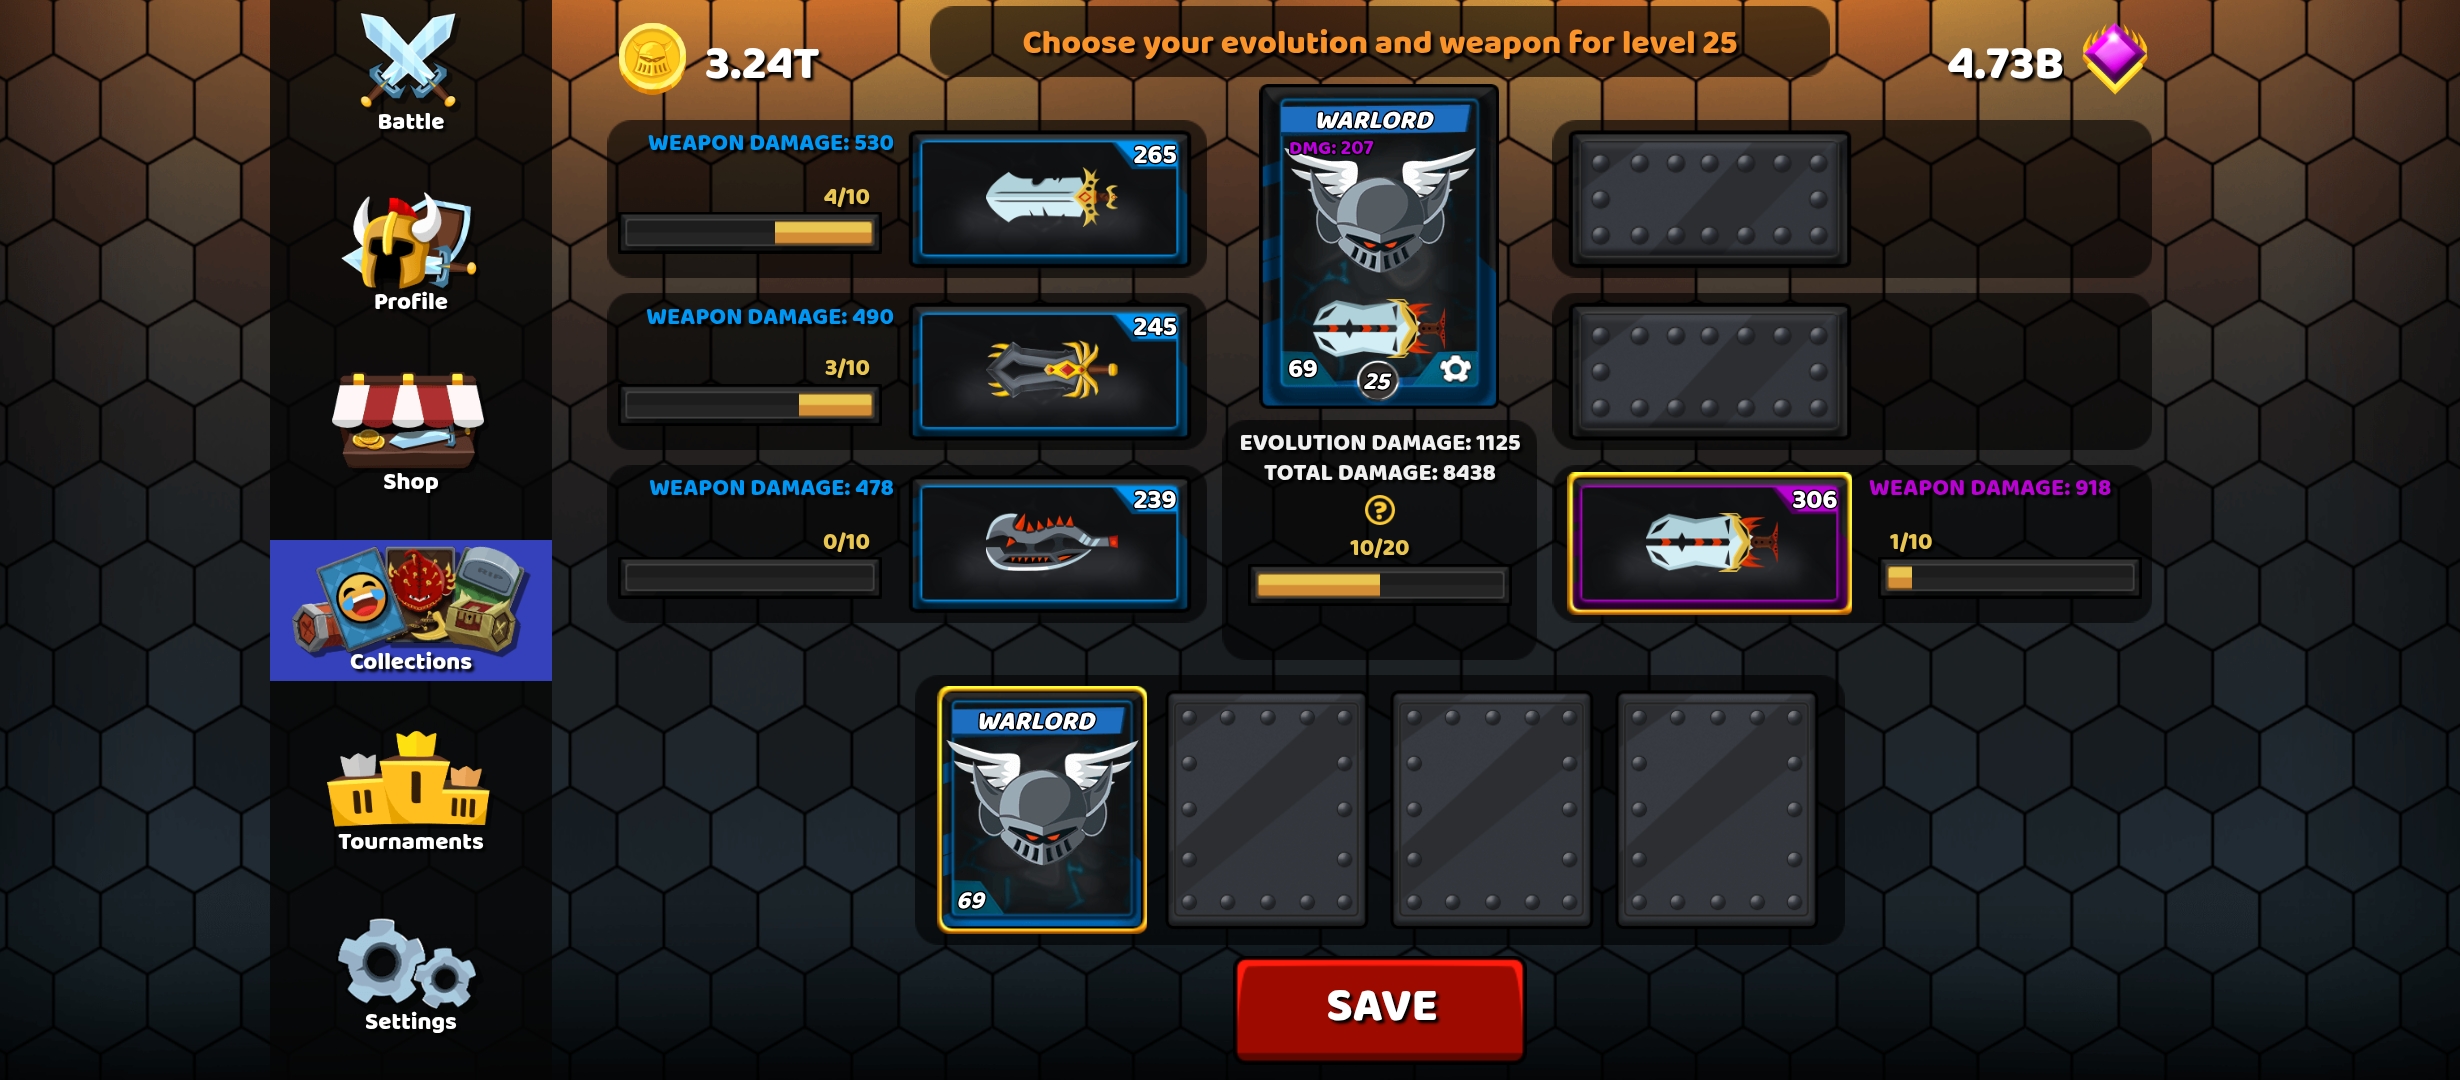 Battle
Profile
Shop
Collections
Tournaments
Settings
3.24T
Choose your evolution and weapon for level 25
4.73B
WEAPON DAMAGE: 530
4/10
265
WEAPON DAMAGE: 490
3/10
245
WEAPON DAMAGE: 478
0/10
239
WARLORD
DMG: 207
69
25
EVOLUTION DAMAGE: 1125
TOTAL DAMAGE: 8438
?
10/20
306
WEAPON DAMAGE: 918
1/10
WARLORD
69
SAVE